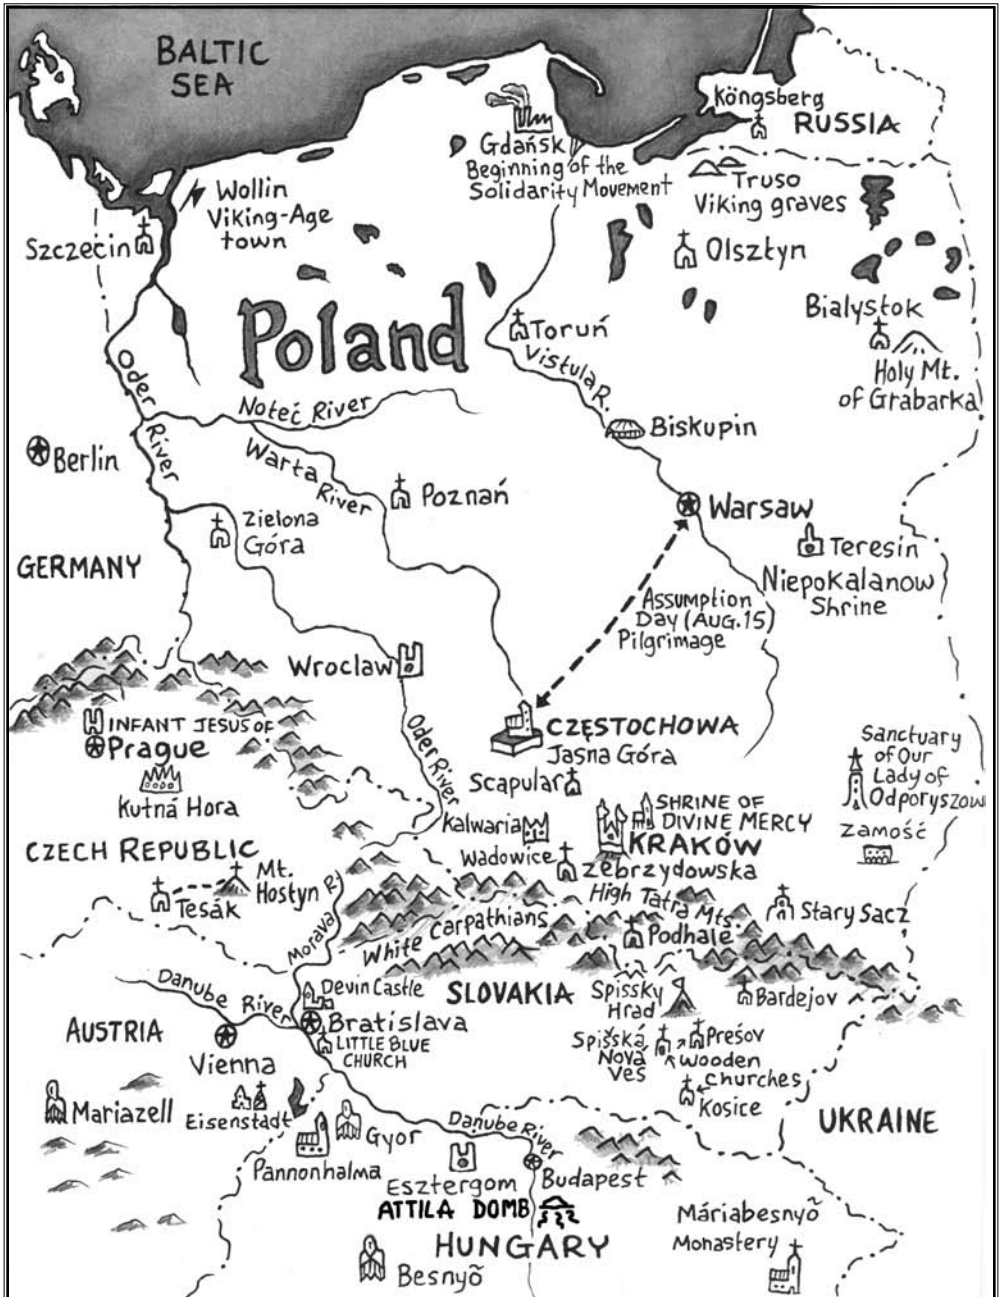 BALTIC
SEA
Köngsberg
RUSSIA
Gdańsk
Beginning of the
Solidarity Movement
Truso
Viking graves
Wollin
Viking-Age
town
Szczecin
Olsztyn
Bialystok
Poland
Toruń
Vistula R.
Holy Mt.
of Grabarka
Oder
River
Noteć River
Biskupin
Berlin
Warta
River
Poznań
Warsaw
Zielona
Góra
Teresin
GERMANY
Niepokalanow
Shrine
Assumption
Day (AUG.15)
Pilgrimage
Wroclaw
INFANT JESUS OF
Prague
Oder River
CZĘSTOCHOWA
Jasna Góra
Sanctuary
of Our
Lady of
Odporyszow
Scapular
Kutná Hora
SHRINE OF
DIVINE MERCY
Kalwaria
KRAKÓW
Zamość
CZECH REPUBLIC
Wadowice
Zebrzydowska
Mt.
Hostyn
Tesák
Morava R.
High Tatra Mts.
White Carpathians
Stary Sacz
Podhale
Danube River
Devin Castle
SLOVAKIA
Spissky
Hrad
Bardejov
AUSTRIA
Bratislava
LITTLE BLUE
CHURCH
Vienna
Spišská
Nová
Ves
Prešov
Wooden
churches
Kosice
Mariazell
Eisenstadt
UKRAINE
Gyor
Danube River
Pannonhalma
Esztergom
Budapest
ATTILA DOMB
Máriabesnyõ
Monastery
HUNGARY
Besnyõ